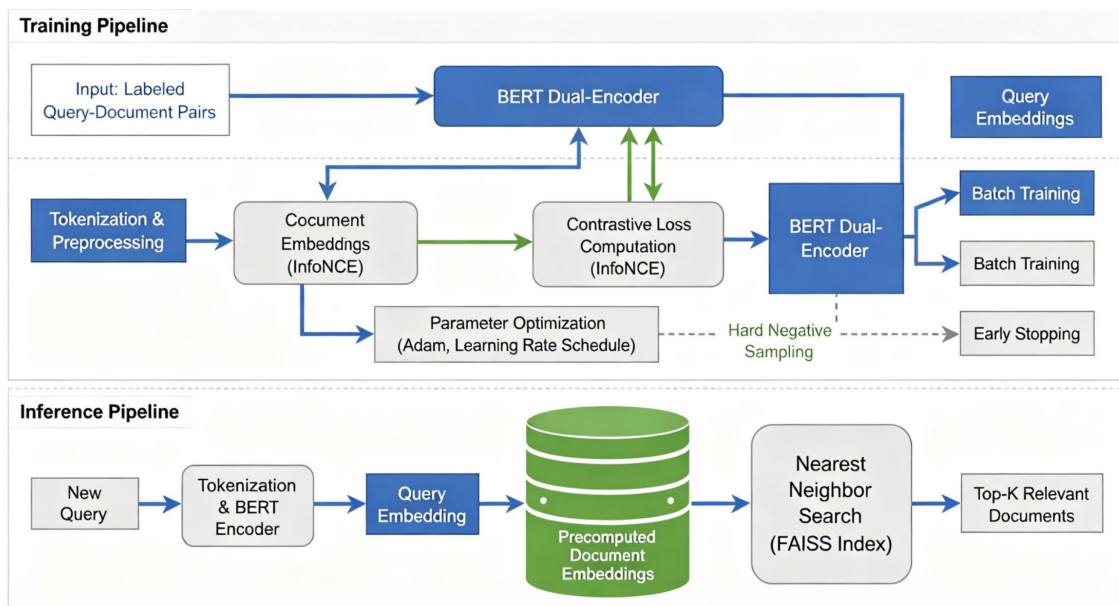 Training Pipeline
Input: Labeled
Query-Document Pairs
BERT Dual-Encoder
Query
Embeddings
Tokenization &
Preprocessing
Cocument
Embeddngs
(InfoNCE)
Contrastive Loss
Computation
(InfoNCE)
BERT Dual-
Encoder
Batch Training
Batch Training
Parameter Optimization
(Adam, Learning Rate Schedule)
Hard Negative
Sampling
Early Stopping
Inference Pipeline
New
Query
Tokenization
& BERT
Encoder
Query
Embedding
Precomputed
Document
Embeddings
Nearest
Neighbor
Search
(FAISS Index)
Top-K Relevant
Documents